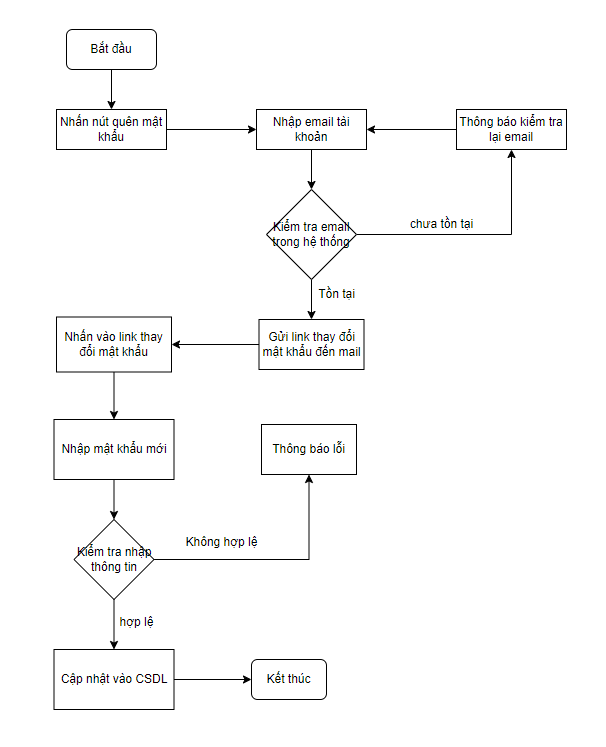 Bắt đầu
Nhấn nút quên mật
khẩu
Nhập email tài
khoản
Thông báo kiểm tra
lại email
Kiểm tra email
trong hệ thống
chưa tồn tại
Tồn tại
Gửi link thay đổi
mật khẩu đến mail
Nhấn vào link thay
đổi mật khẩu
Nhập mật khẩu mới
Thông báo lỗi
Kiểm tra nhập
thông tin
Không hợp lệ
hợp lệ
Cập nhật vào CSDL
Kết thúc